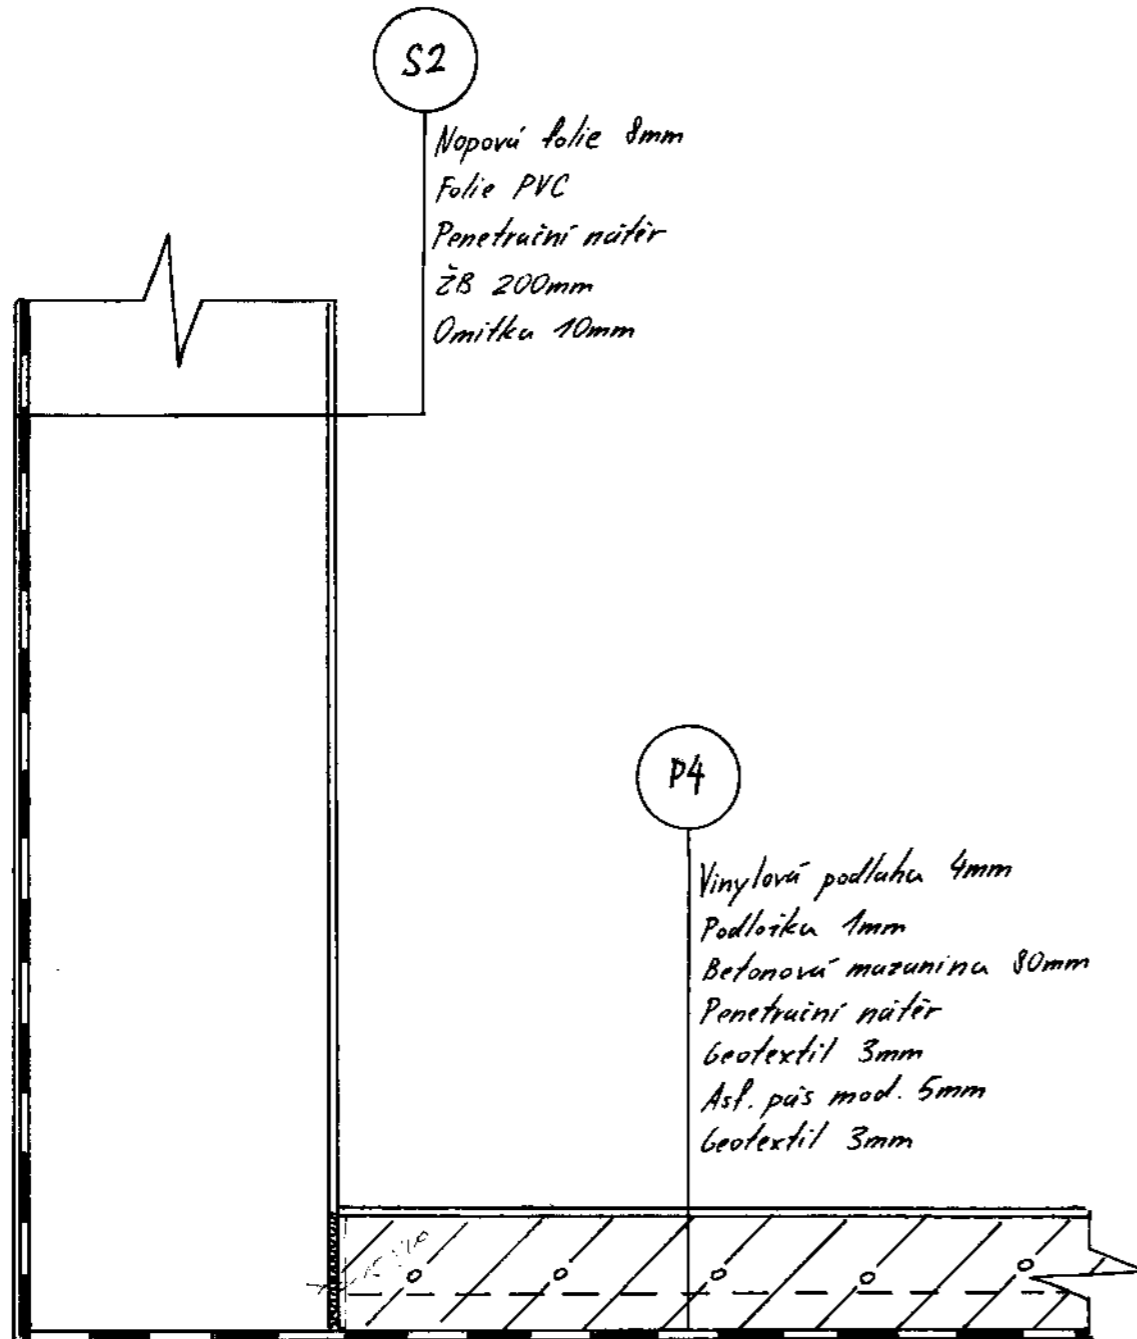 S2
Nopová folie 8mm
Folie PVC
Penetrační nátěr
ŽB 200mm
Omítka 10mm
P4
Vinylová podlaha 4mm
Podložka 1mm
Betonová mazanina 80mm
Penetrační nátěr
Geotextil 3mm
Asf. pás mod. 5mm
Geotextil 3mm